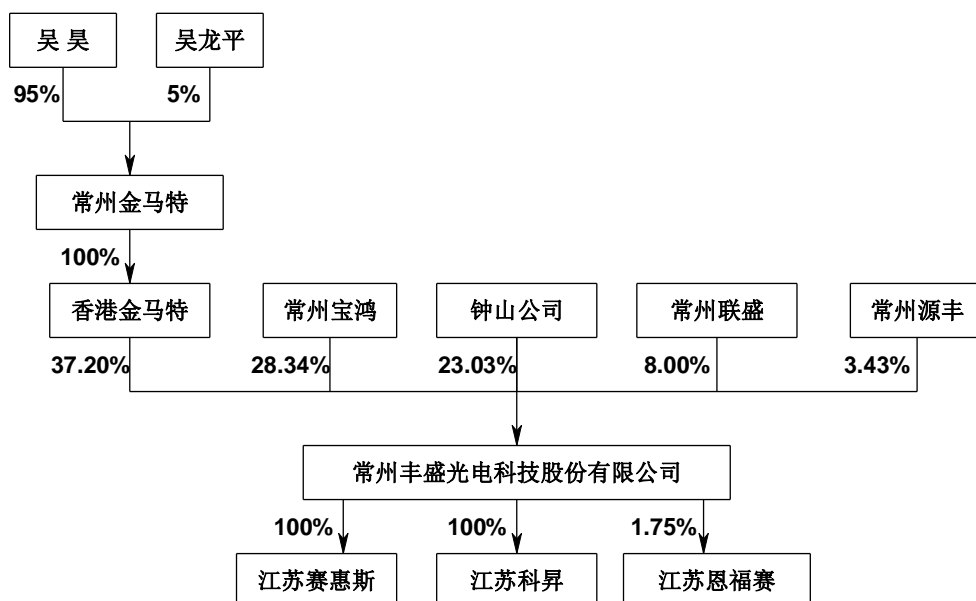 吴 昊
吴龙平
95%
5%
常州金马特
100%
香港金马特
常州宝鸿
钟山公司
常州联盛
常州源丰
37.20%
28.34%
23.03%
8.00%
3.43%
常州丰盛光电科技股份有限公司
100%
100%
1.75%
江苏赛惠斯
江苏科昇
江苏恩福赛